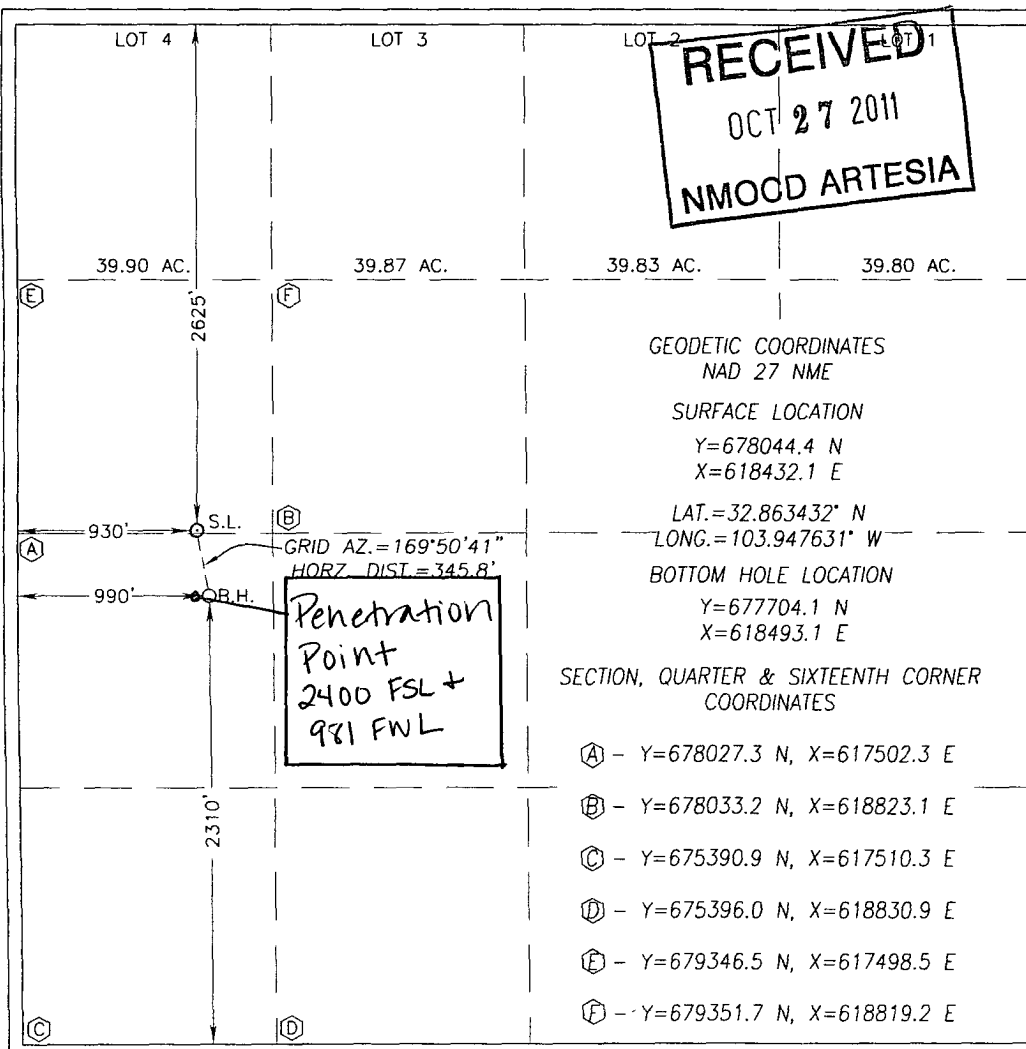 LOT 4
LOT 3
LOT 2
LOT 1
RECEIVED
OCT 27 2011
NMOCD ARTESIA
39.90 AC.
39.87 AC.
39.83 AC.
39.80 AC.
E
F
2625'
GEODETIC COORDINATES
NAD 27 NME
SURFACE LOCATION
Y=678044.4 N
X=618432.1 E
LAT.=32.863432° N
LONG.=103.947631° W
930'
S.L.
B
A
GRID AZ.=169°50'41"
HORZ. DIST.=345.8'
990'
B.H.
BOTTOM HOLE LOCATION
Y=677704.1 N
X=618493.1 E
Penetration
Point
2400 FSL +
981 FWL
SECTION, QUARTER & SIXTEENTH CORNER
COORDINATES
A - Y=678027.3 N, X=617502.3 E
B - Y=678033.2 N, X=618823.1 E
C - Y=675390.9 N, X=617510.3 E
D - Y=675396.0 N, X=618830.9 E
E - Y=679346.5 N, X=617498.5 E
F - Y=679351.7 N, X=618819.2 E
2310'
C
D